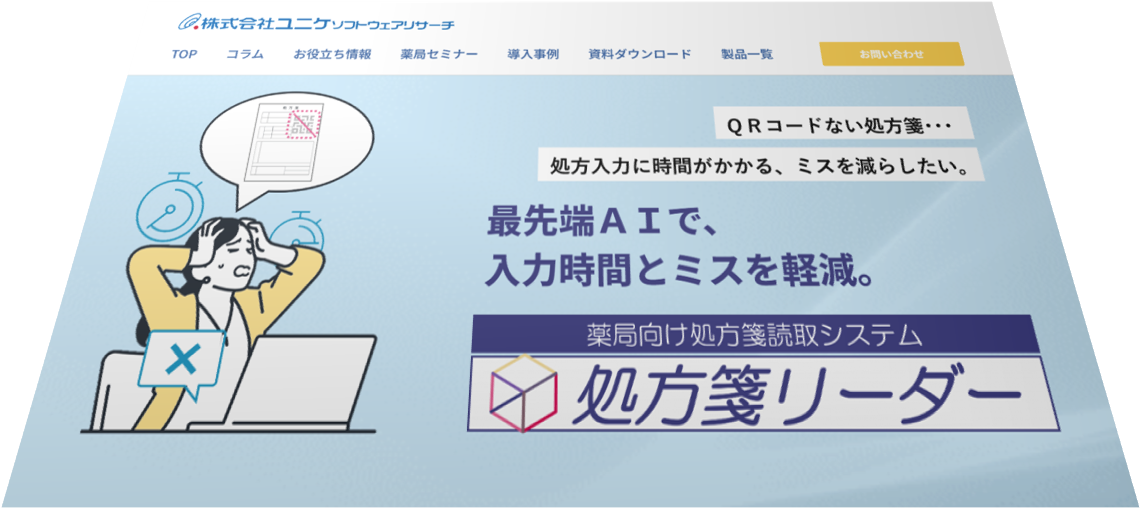 株式会社ユニケソフトウェアリサーチ
TOP コラム お役立ち情報 薬局セミナー 導入事例 資料ダウンロード 製品一覧 お問い合わせ
処方箋
ＱＲコードない処方箋･･･
処方入力に時間がかかる、ミスを減らしたい。
最先端ＡＩで、
入力時間とミスを軽減。
薬局向け処方箋読取システム
処方箋リーダー